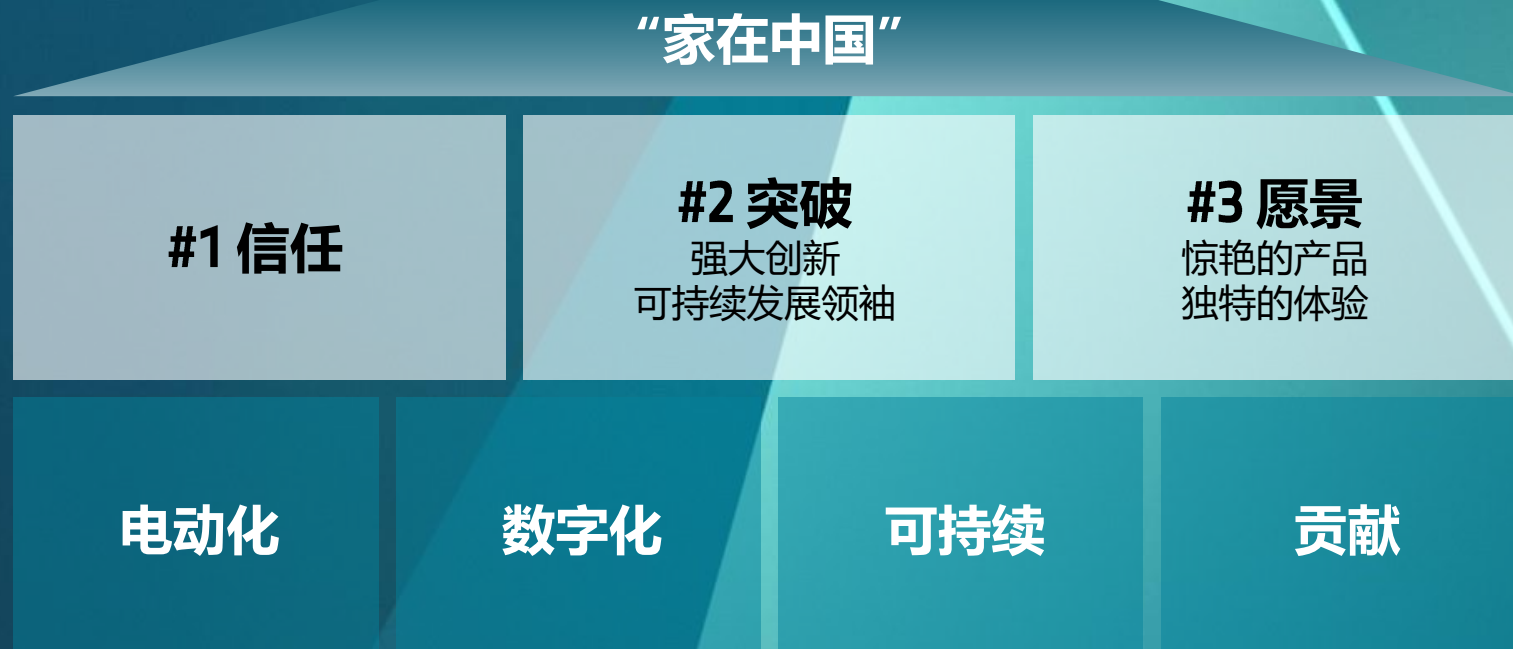 “家在中国”
#1 信任
#2 突破
强大创新
可持续发展领袖
#3 愿景
惊艳的产品
独特的体验
电动化
数字化
可持续
贡献